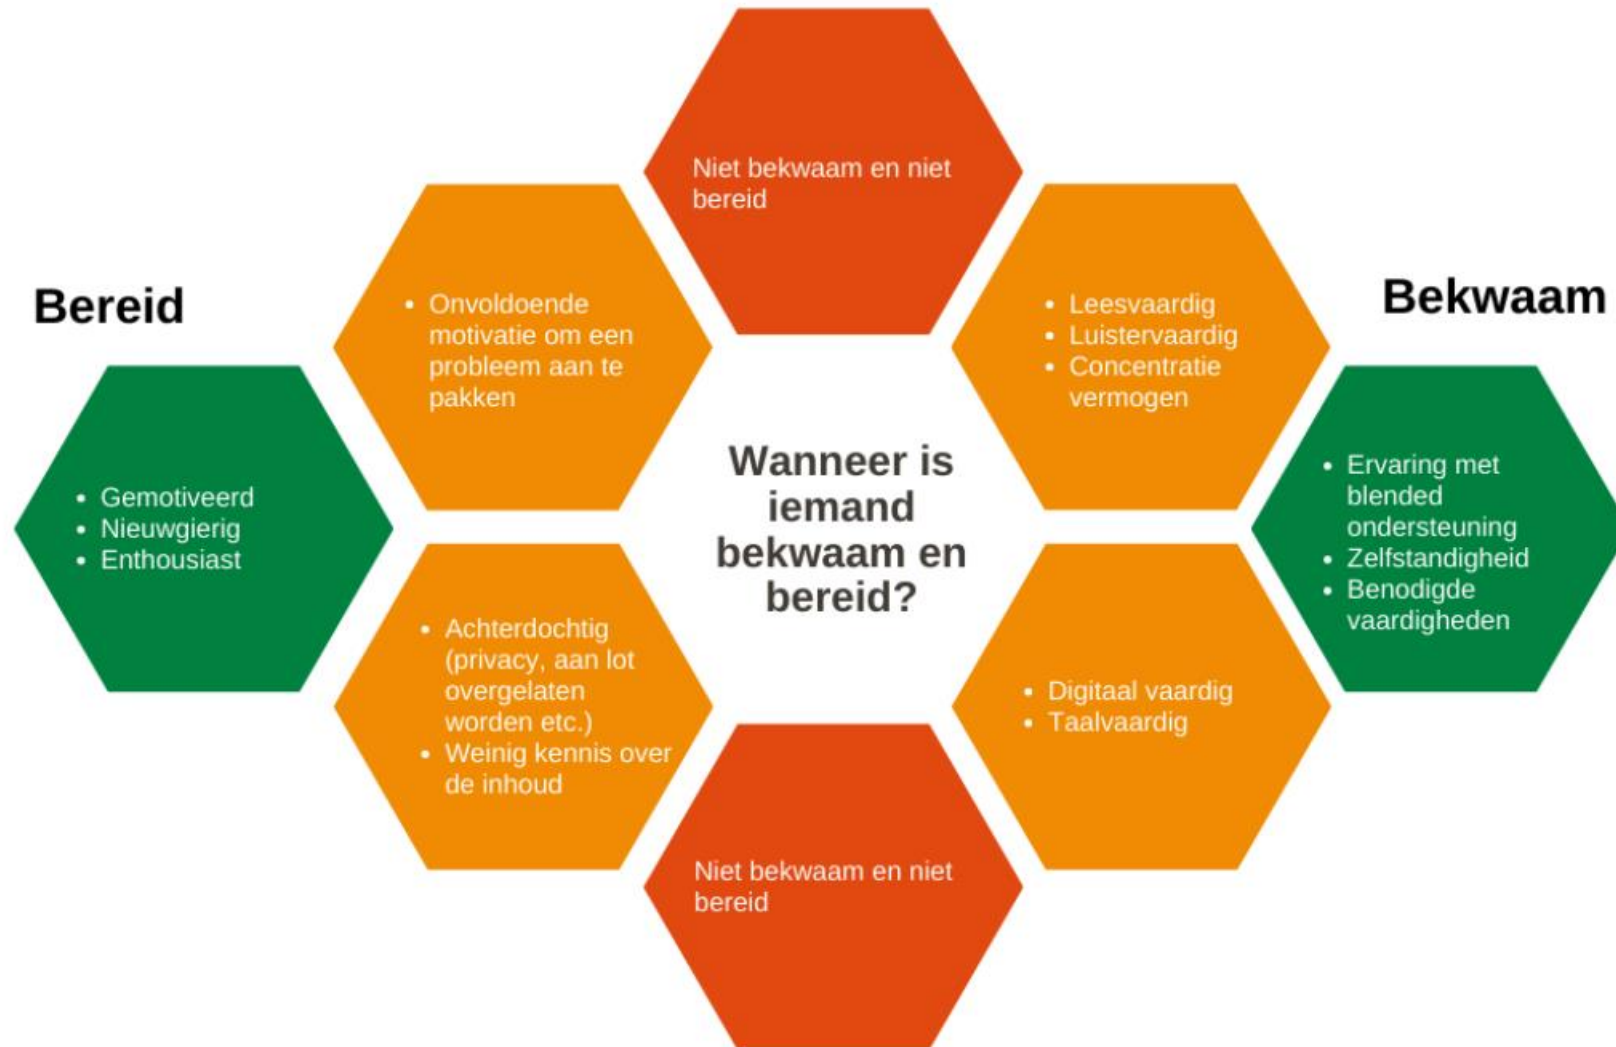 Niet bekwaam en niet
bereid
Bereid
Bekwaam
• Onvoldoende
motivatie om een
probleem aan te
pakken
• Leesvaardig
• Luistervaardig
• Concentratie
vermogen
• Gemotiveerd
• Nieuwgierig
• Enthousiast
Wanneer is
iemand
bekwaam en
bereid?
• Ervaring met
blended
ondersteuning
• Zelfstandigheid
• Benodigde
vaardigheden
• Achterdochtig
(privacy, aan lot
overgelaten
worden etc.)
• Weinig kennis over
de inhoud
• Digitaal vaardig
• Taalvaardig
Niet bekwaam en niet
bereid